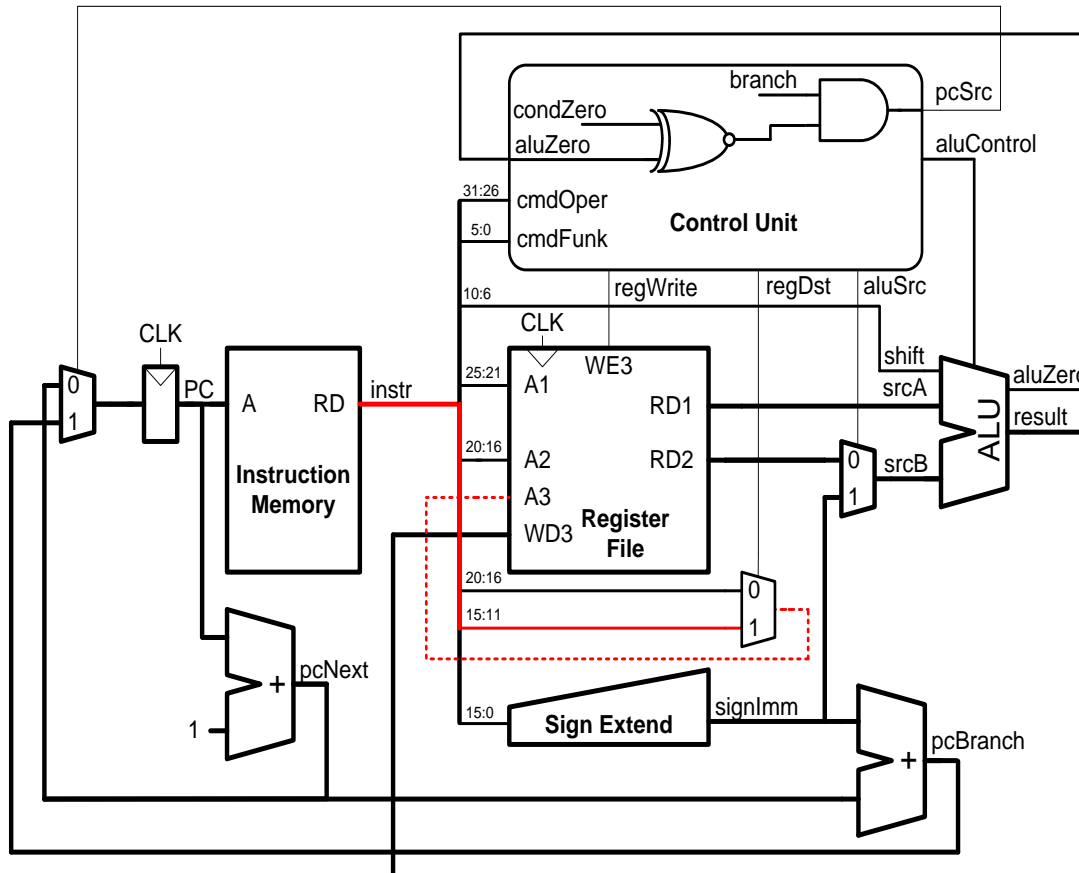 branch
pcSrc
condZero
aluZero
aluControl
31:26
cmdOper
5:0
cmdFunk
Control Unit
10:6
regWrite
regDst
aluSrc
CLK
CLK
shift
0
1
PC
A
RD
instr
25:21
A1
WE3
RD1
srcA
ALU
aluZero
result
Instruction
Memory
20:16
A2
RD2
0
1
srcB
A3
WD3
Register
File
20:16
0
15:11
1
pcNext
+
1
15:0
Sign Extend
signImm
pcBranch
+